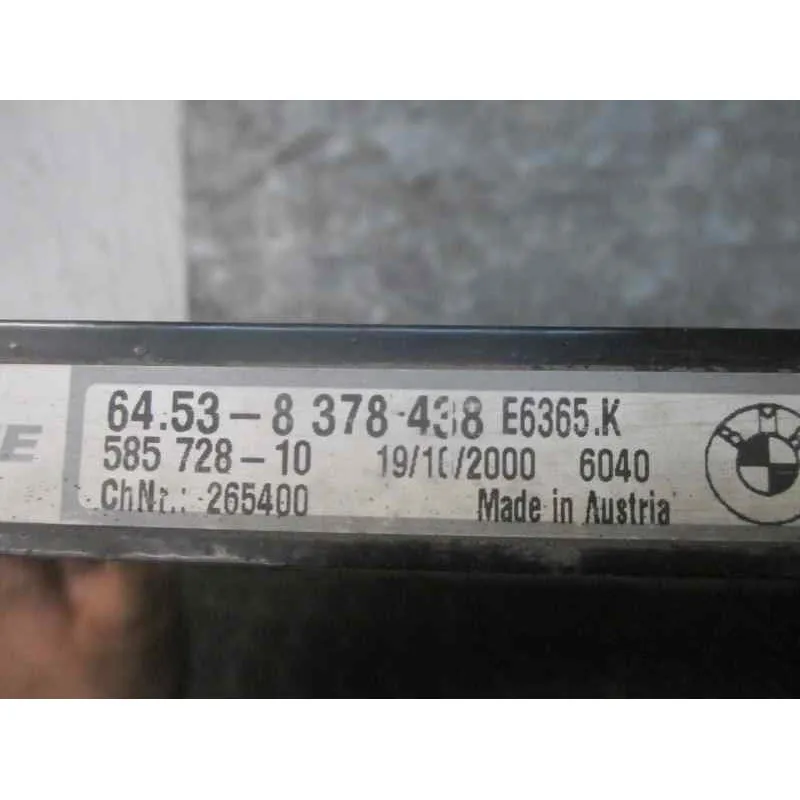 64.53-8 378 438 E6365.K
585 728-10 19/10/2000 6040
ChNr.: 265400 Made in Austria